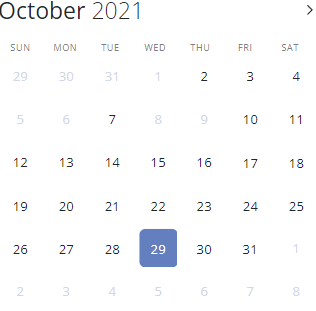 October 2021
SUN MON TUE WED THU FRI SAT
29 30 31 1 2 3 4
5 6 7 8 9 10 11
12 13 14 15 16 17 18
19 20 21 22 23 24 25
26 27 28 29 30 31 1
2 3 4 5 6 7 8